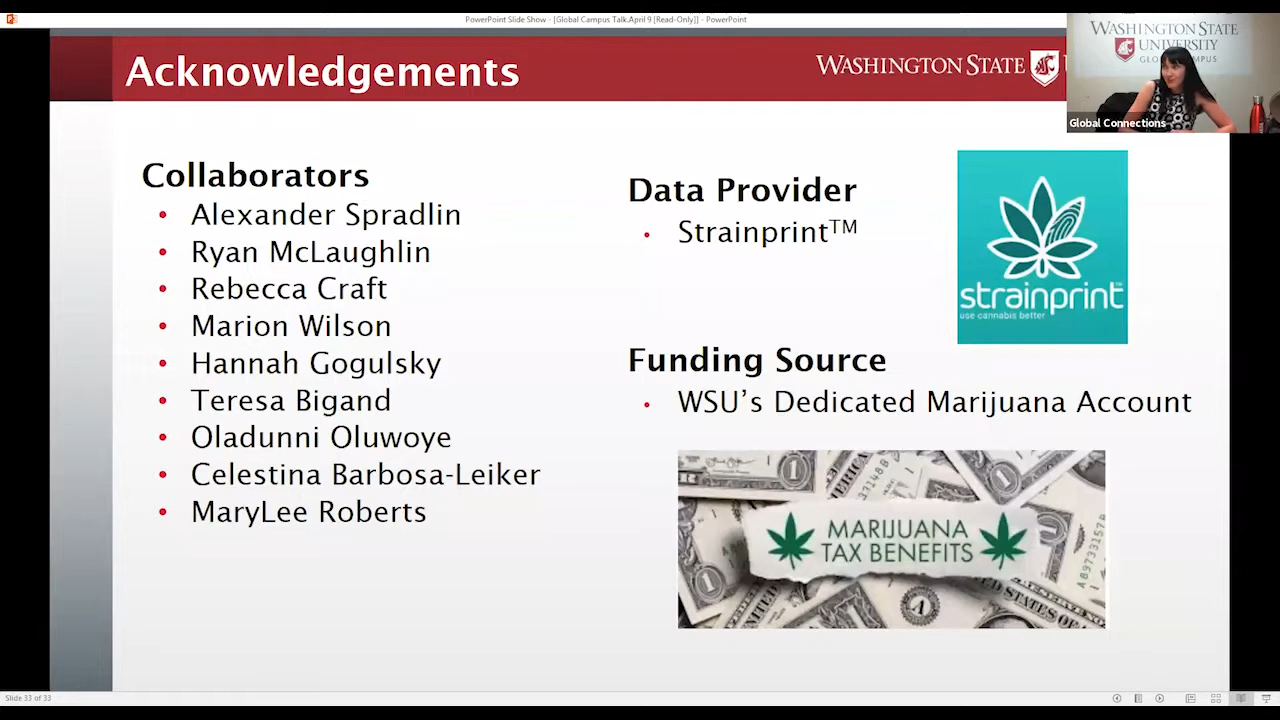 PowerPoint Slide Show - [Global Campus Talk.April 9 [Read-Only]] - PowerPoint
Acknowledgements
WASHINGTON STATE
WASHINGTON STATE
UNIVERSITY
GLOBAL CAMPUS
Global Connections
Collaborators
• Alexander Spradlin
• Ryan McLaughlin
• Rebecca Craft
• Marion Wilson
• Hannah Gogulsky
• Teresa Bigand
• Oladunni Oluwoye
• Celestina Barbosa-Leiker
• MaryLee Roberts
Data Provider
• Strainprint™
strainprint
use cannabis better
Funding Source
• WSU's Dedicated Marijuana Account
MARIJUANA
TAX BENEFITS
Slide 33 of 33